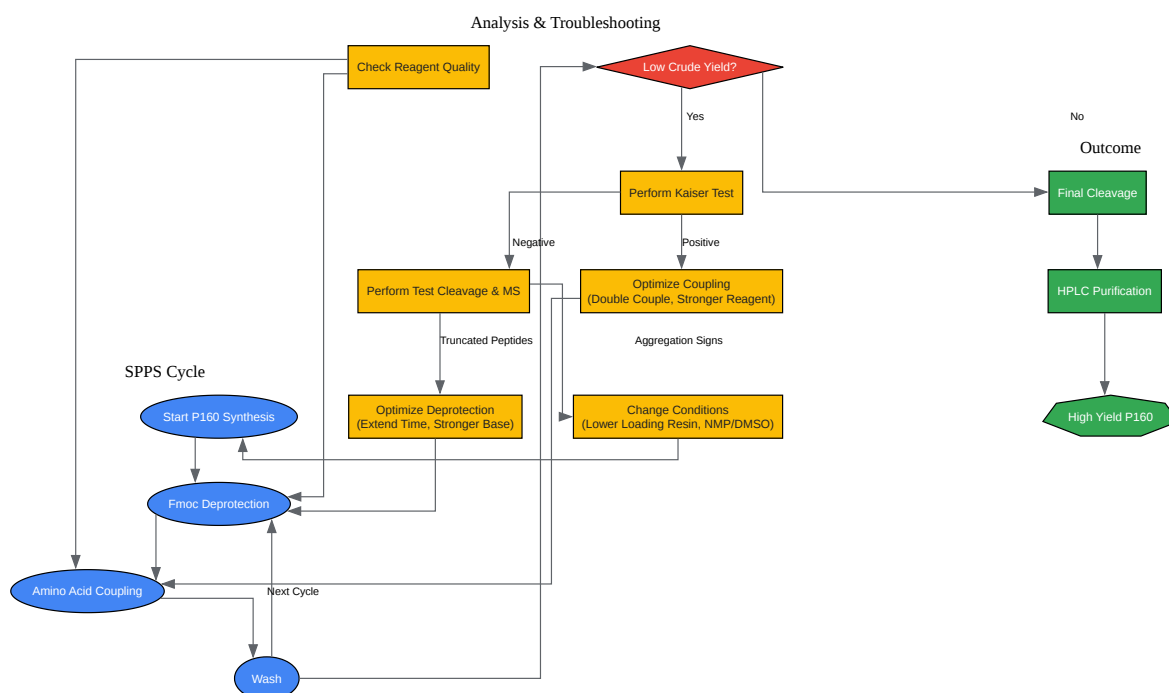 Analysis & Troubleshooting
Check Reagent Quality
Low Crude Yield?
Yes
No
Outcome
Perform Kaiser Test
Final Cleavage
Negative
Positive
Perform Test Cleavage & MS
Optimize Coupling
(Double Couple, Stronger Reagent)
HPLC Purification
Truncated Peptides
Aggregation Signs
SPPS Cycle
Start P160 Synthesis
Optimize Deprotection
(Extend Time, Stronger Base)
Change Conditions
(Lower Loading Resin, NMP/DMSO)
High Yield P160
Fmoc Deprotection
Amino Acid Coupling
Next Cycle
Wash